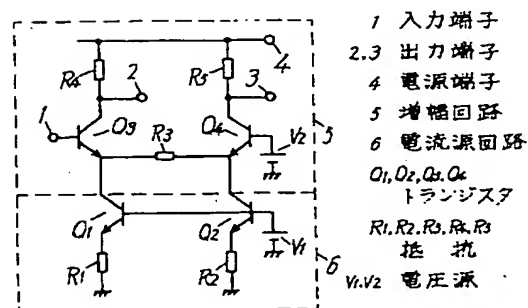 R4
R5
2
3
4
1
Q3
R3
Q4
V2
5
Q1
Q2
V1
R1
R2
6
1 入力端子
2.3 出力端子
4 電源端子
5 増幅回路
6 電流源回路
Q1,Q2,Q3,Q4
トランジスタ
R1,R2,R3,R4,R5
抵抗
V1.V2 電圧源